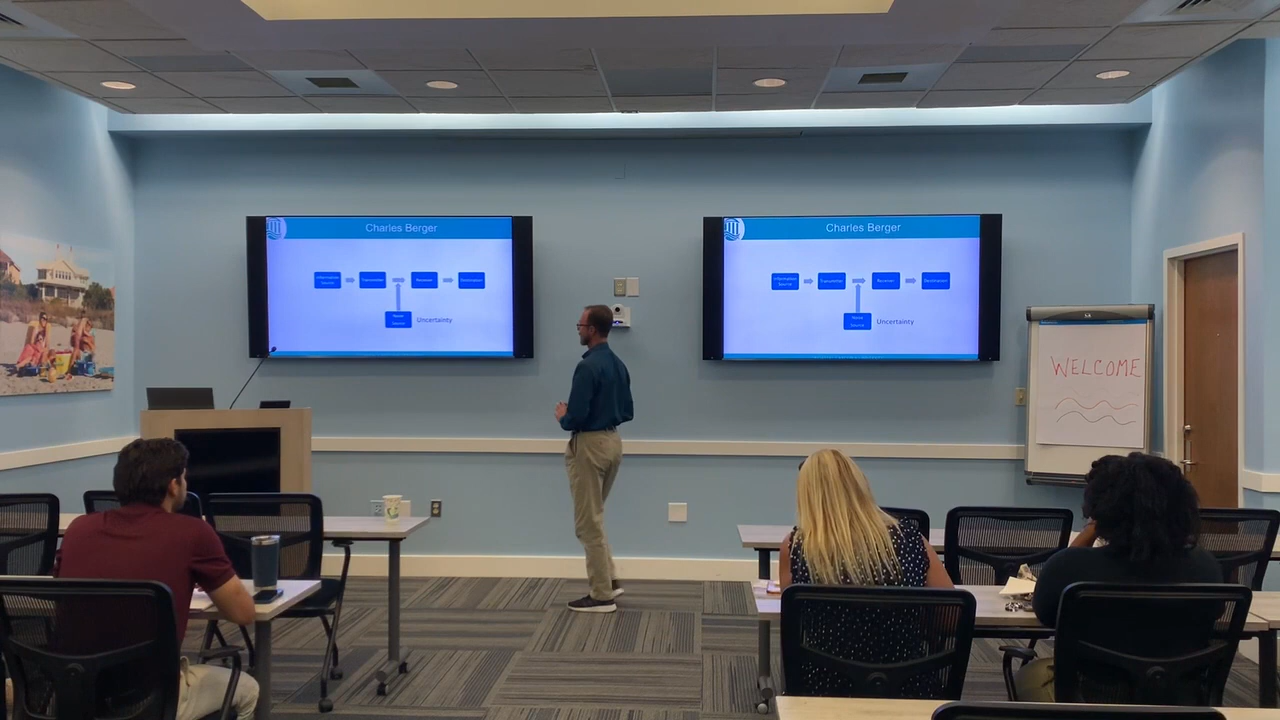 Charles Berger
Information
Source
Transmitter
Receiver
Destination
Noise
Source
Uncertainty
Charles Berger
Information
Source
Transmitter
Receiver
Destination
Noise
Source
Uncertainty
WELCOME